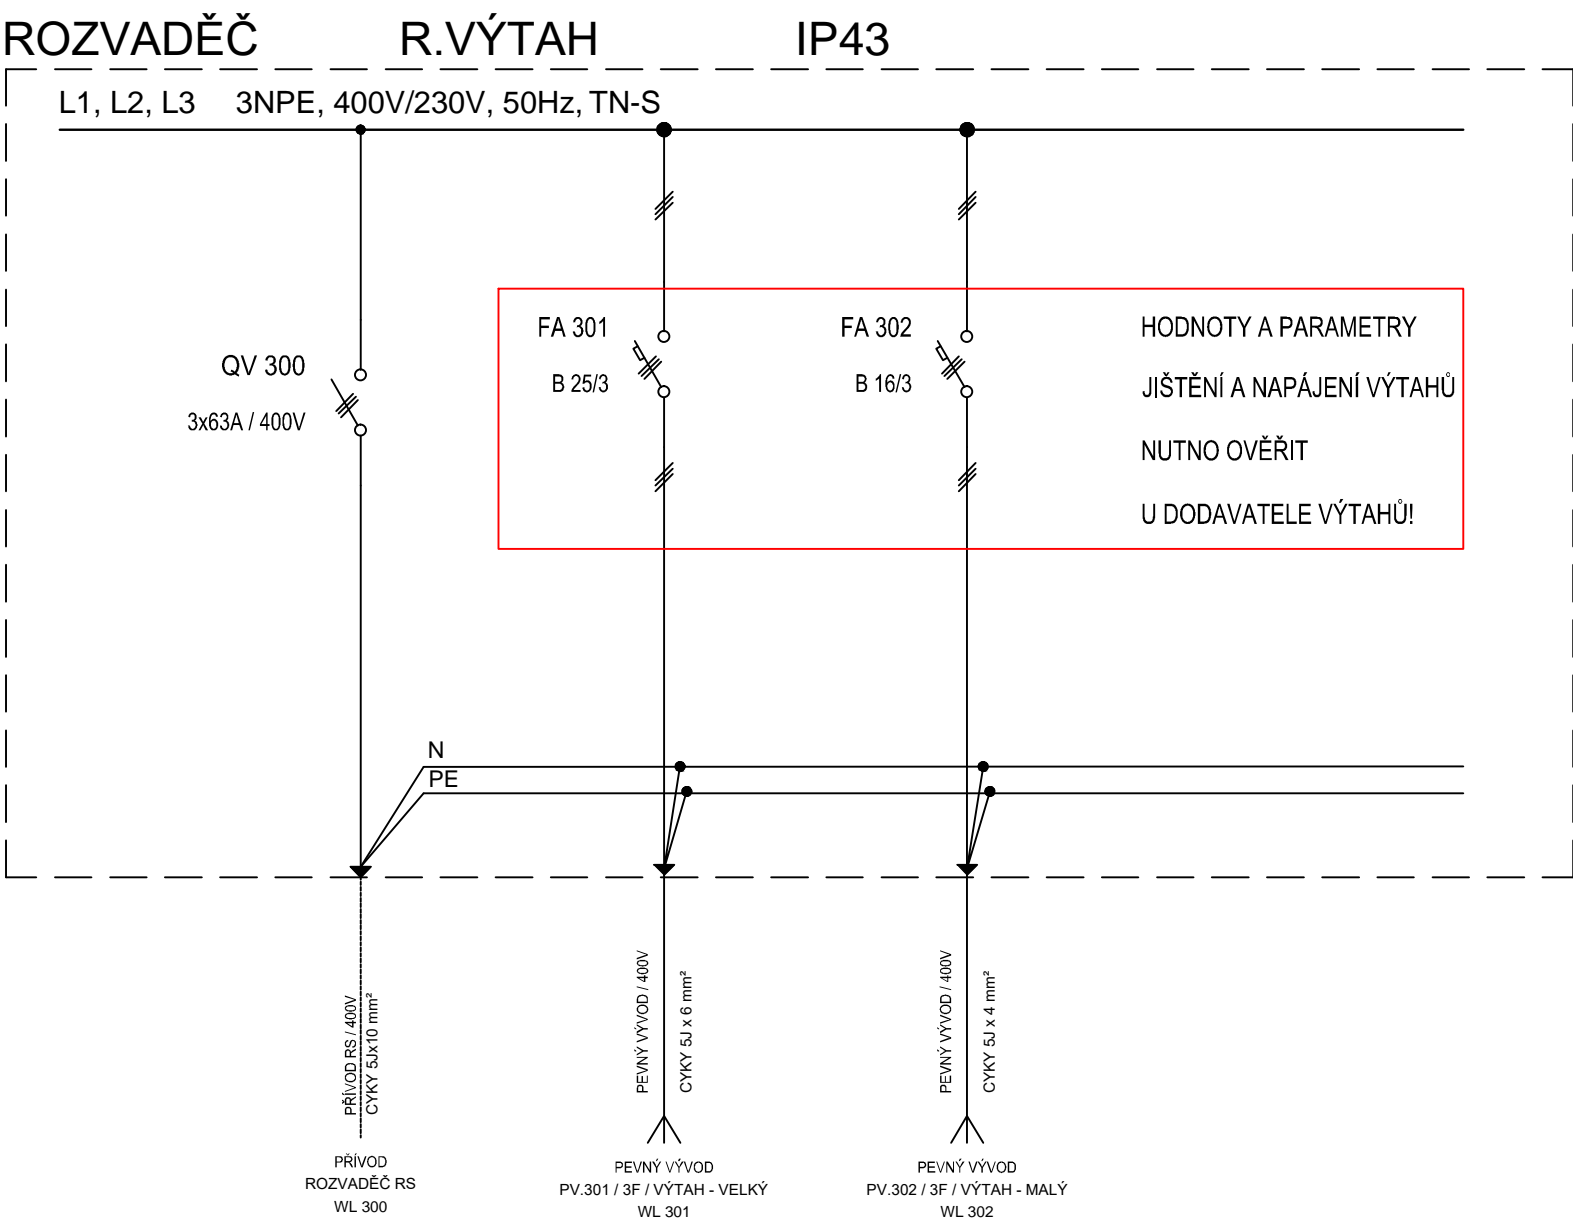 ROZVADĚČ R.VÝTAH IP43
L1, L2, L3 3NPE, 400V/230V, 50Hz, TN-S
QV 300
3x63A / 400V
FA 301
B 25/3
FA 302
B 16/3
HODNOTY A PARAMETRY
JIŠTĚNÍ A NAPÁJENÍ VÝTAHŮ
NUTNO OVĚŘIT
U DODAVATELE VÝTAHŮ!
N
PE
PŘÍVOD RS / 400V
CYKY 5Jx10 mm²
PEVNÝ VÝVOD / 400V
CYKY 5J x 6 mm²
PEVNÝ VÝVOD / 400V
CYKY 5J x 4 mm²
PŘÍVOD
ROZVADĚČ RS
WL 300
PEVNÝ VÝVOD
PV.301 / 3F / VÝTAH - VELKÝ
WL 301
PEVNÝ VÝVOD
PV.302 / 3F / VÝTAH - MALÝ
WL 302